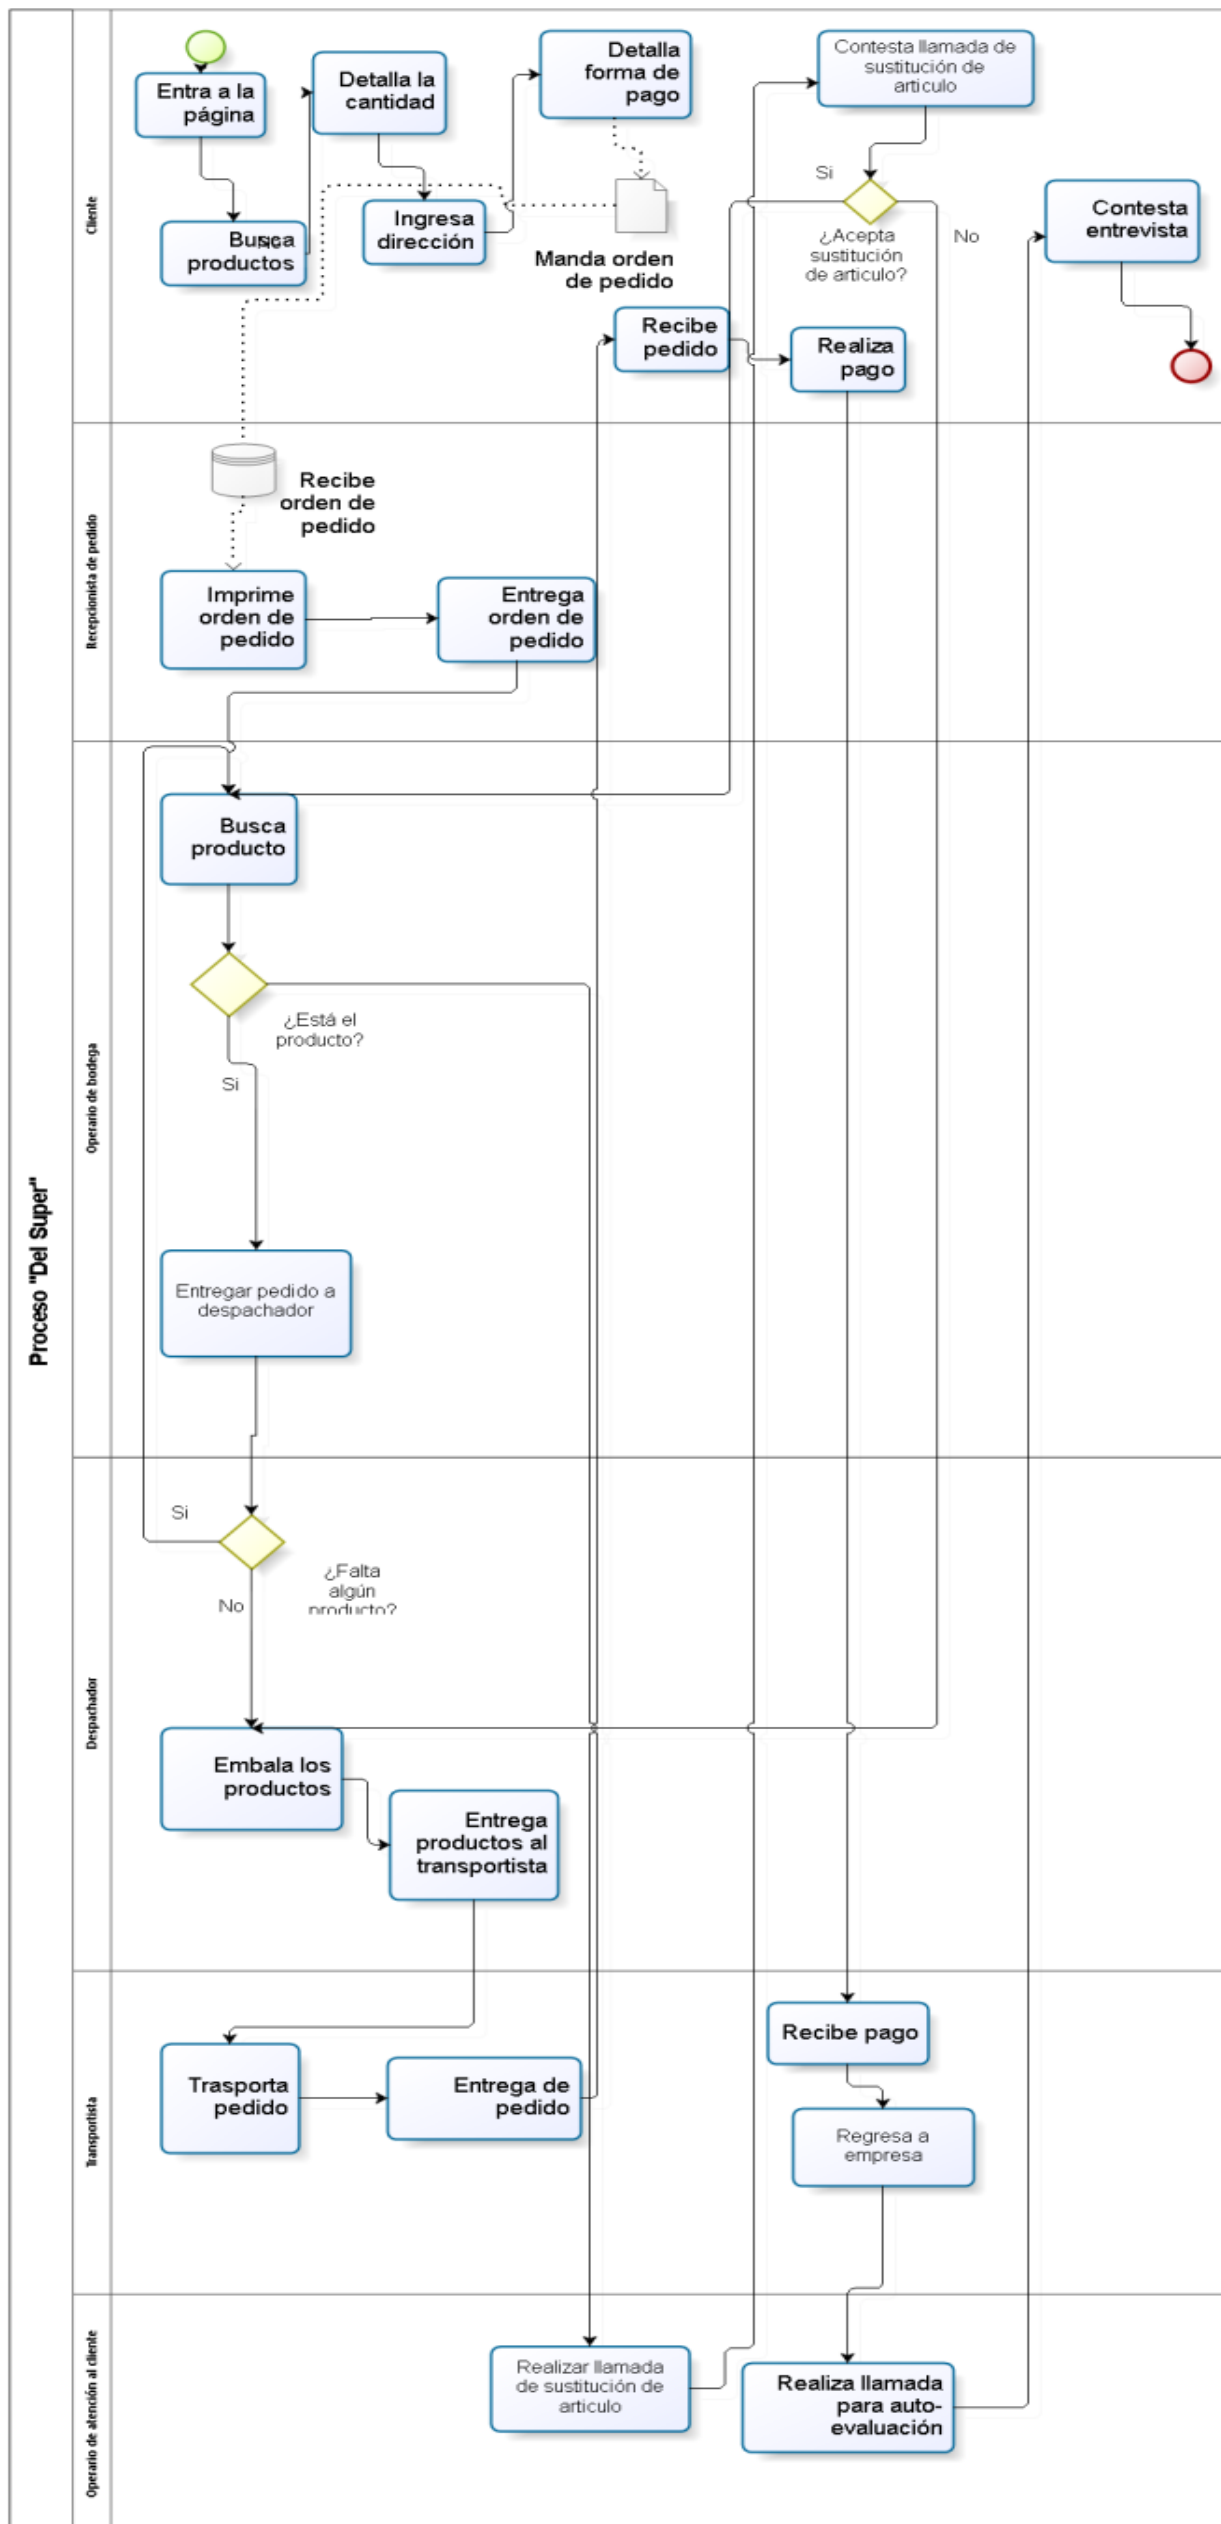 Proceso "Del Super"
Cliente
Entra a la
página
Busca
productos
Detalla la
cantidad
Ingresa
dirección
Detalla
forma de
pago
Manda orden
de pedido
Contesta llamada de
sustitución de
articulo
Si
¿Acepta
sustitución
de articulo?
No
Contesta
entrevista
Recibe
pedido
Realiza
pago
Recepcionista de pedido
Recibe
orden de
pedido
Imprime
orden de
pedido
Entrega
orden de
pedido
Operario de bodega
Busca
producto
¿Está el
producto?
Si
Entregar pedido a
despachador
Despachador
Si
¿Falta
algún
producto?
No
Embala los
productos
Entrega
productos al
transportista
Transportista
Recibe pago
Trasporta
pedido
Entrega de
pedido
Regresa a
empresa
Operario de atención al cliente
Realizar llamada
de sustitución de
articulo
Realiza llamada
para auto-
evaluación